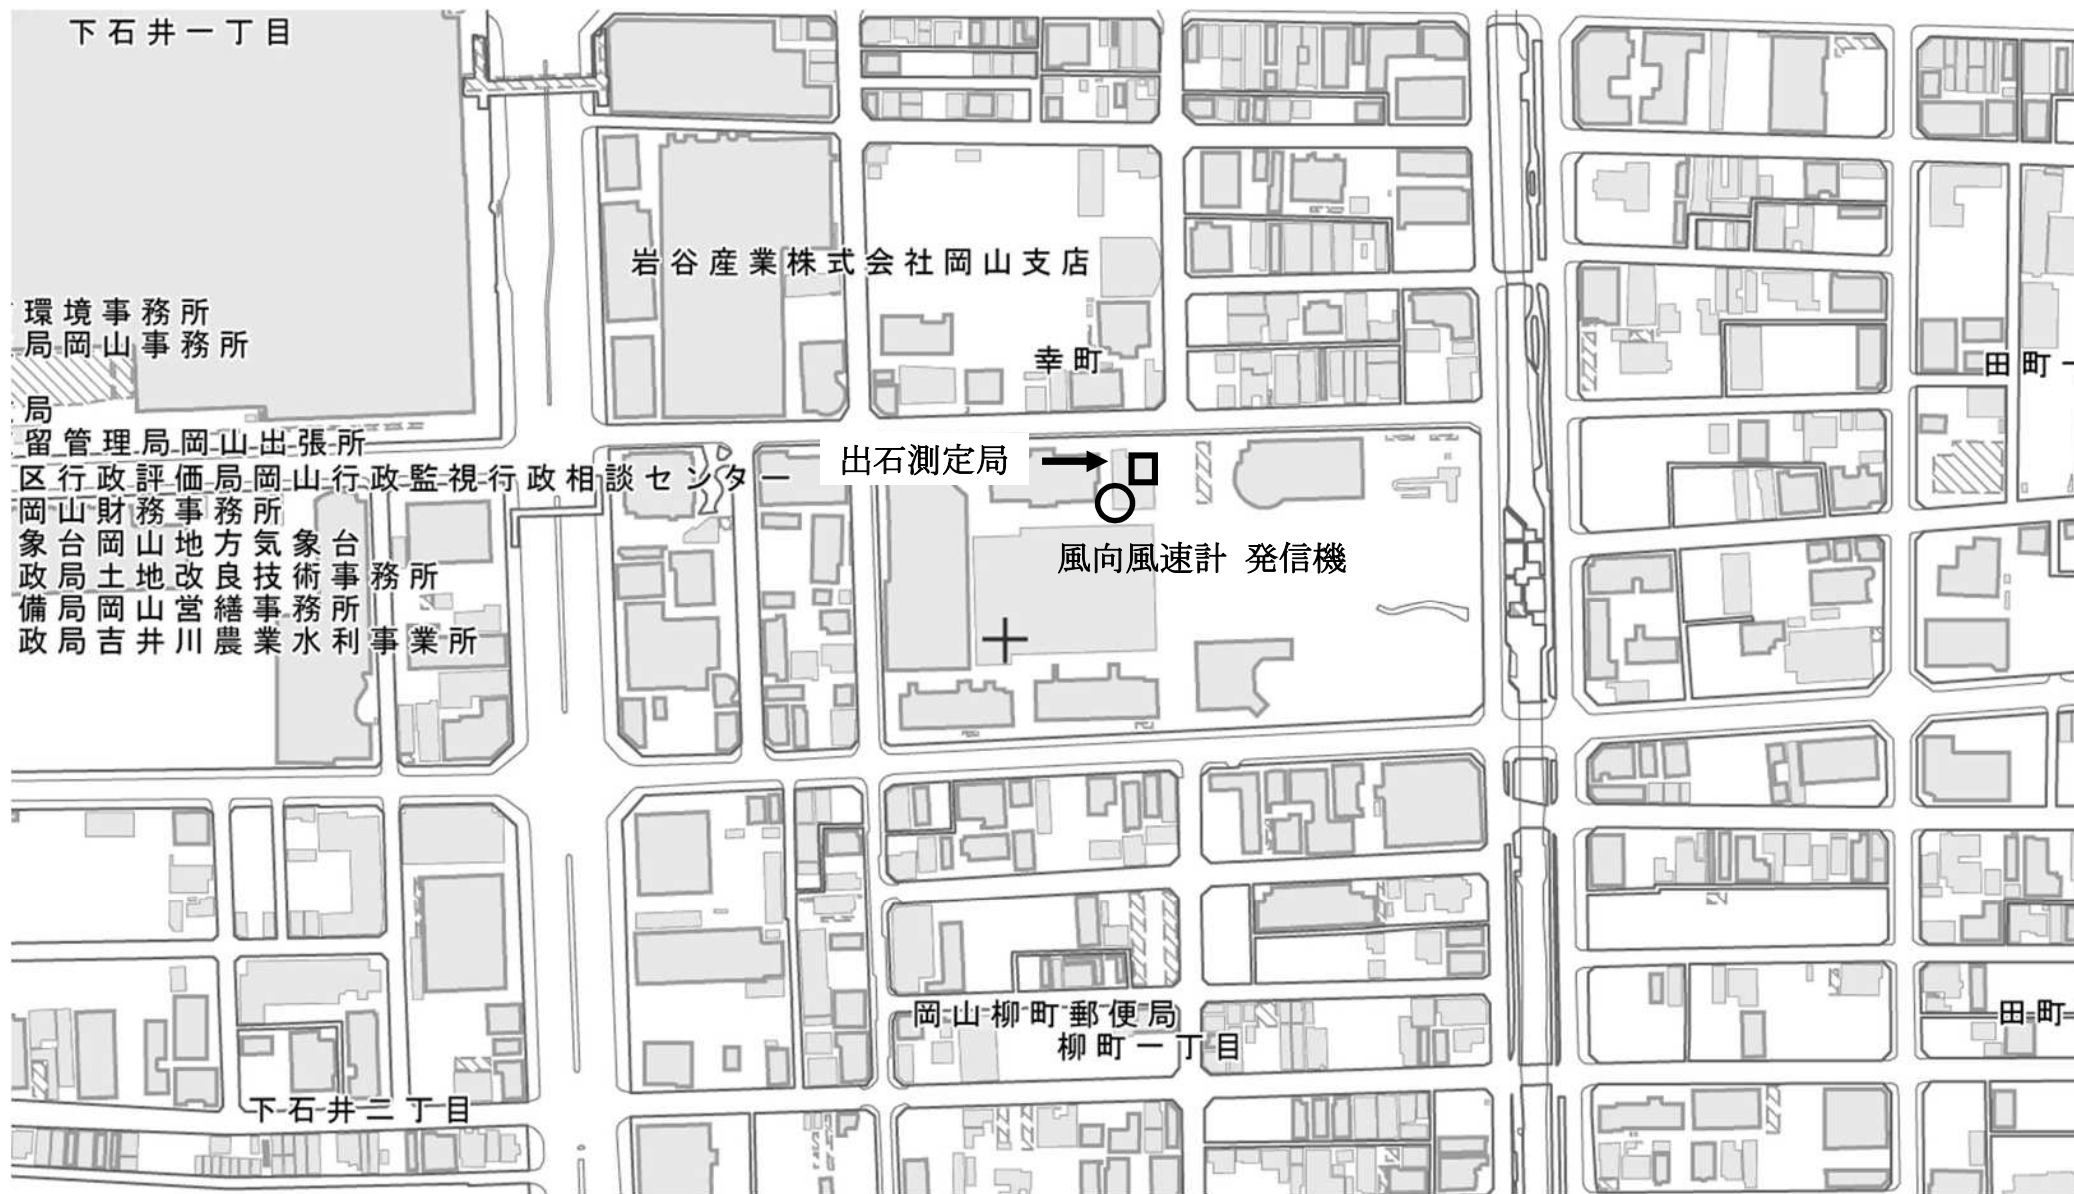 下石井一丁目
岩谷産業株式会社岡山支店
環境事務所
局岡山事務所
幸町
田町一
局
留管理局岡山出張所
区行政評価局岡山行政監視行政相談センター
出石測定局
岡山財務事務所
象台岡山地方気象台
風向風速計 発信機
政局土地改良技術事務所
備局岡山営繕事務所
政局吉井川農業水利事業所
岡山柳町郵便局
田町
柳町一丁目
下石井二丁目